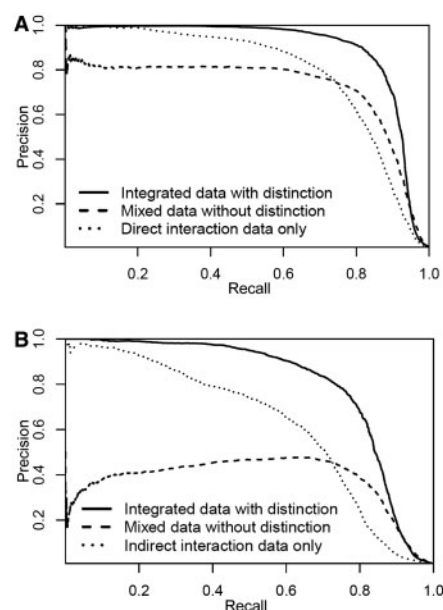 A
1.0
0.8
0.6
0.4
0.2
Precision
Integrated data with distinction
Mixed data without distinction
Direct interaction data only
0.2 0.4 0.6 0.8 1.0
Recall
B
1.0
0.8
0.6
0.4
0.2
Precision
Integrated data with distinction
Mixed data without distinction
Indirect interaction data only
0.2 0.4 0.6 0.8 1.0
Recall